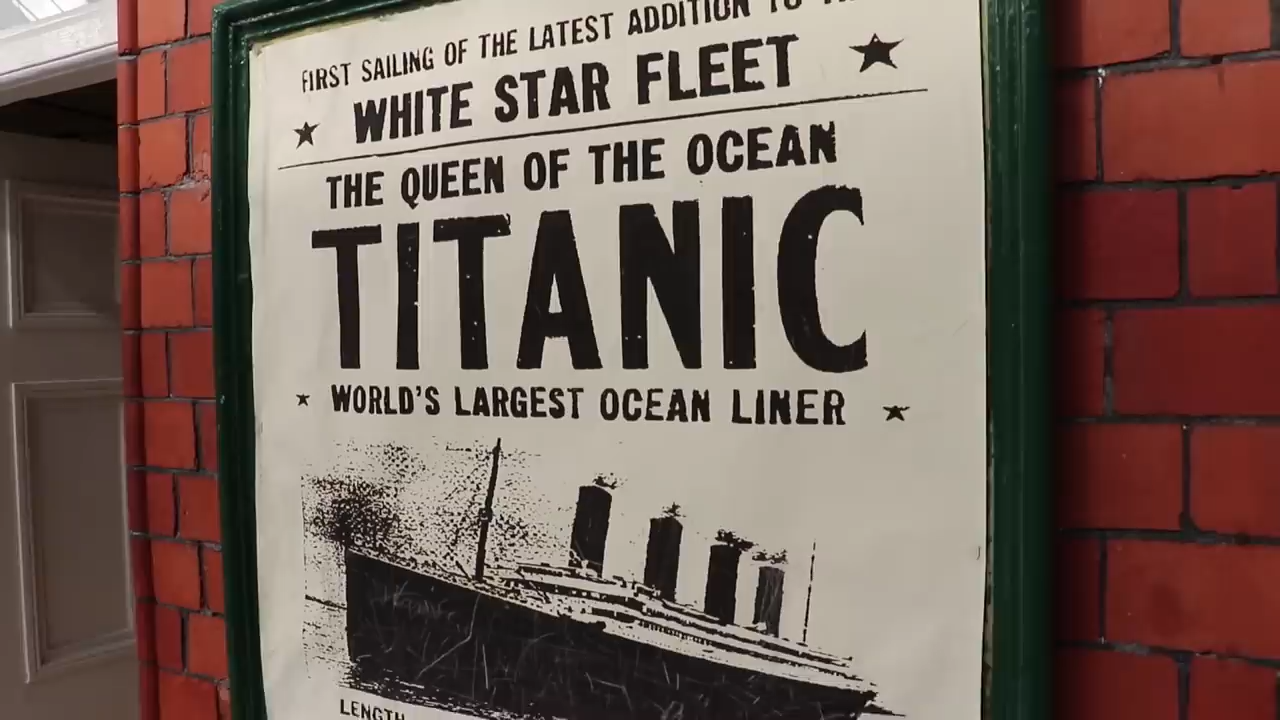 FIRST SAILING OF THE LATEST ADDITION TO
WHITE STAR FLEET
THE QUEEN OF THE OCEAN
TITANIC
WORLD'S LARGEST OCEAN LINER
LENGTH